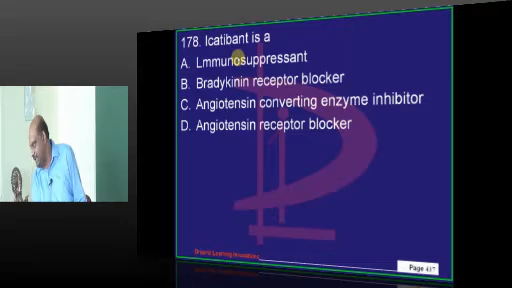 178. Icatibant is a
A. Lmmunosuppressant
B. Bradykinin receptor blocker
C. Angiotensin converting enzyme inhibitor
D. Angiotensin receptor blocker
Page 417